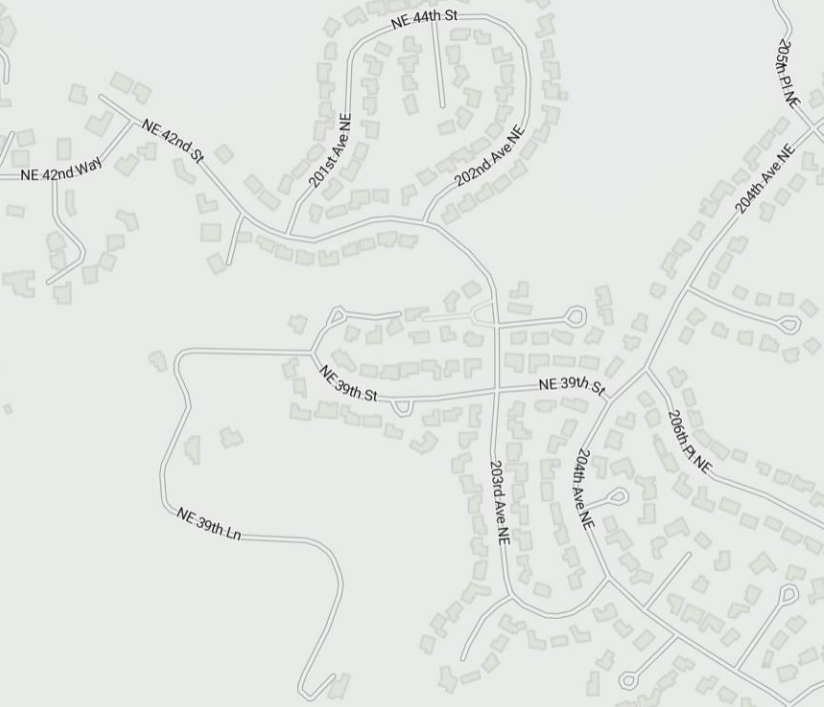 NE 44th St
<205th Pl NE
NE 42nd St
201st Ave NE
202nd Ave NE
204th Ave NE
NE 42nd Way
NE 39th St
NE 39th St
206th Pl NE
203rd Ave NE
204th Ave NE
NE 39th Ln